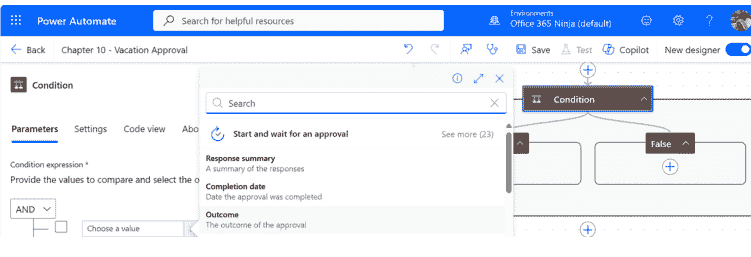 Power Automate
Search for helpful resources
Environments
Office 365 Ninja (default)
Back
Chapter 10 - Vacation Approval
Save
Test
Copilot
New designer
Condition
Parameters
Settings
Code view
Condition expression *
Provide the values to compare and select the
AND
Choose a value
Search
Start and wait for an approval
See more (23)
Response summary
A summary of the responses
Completion date
Date the approval was completed
Outcome
The outcome of the approval
Condition
False